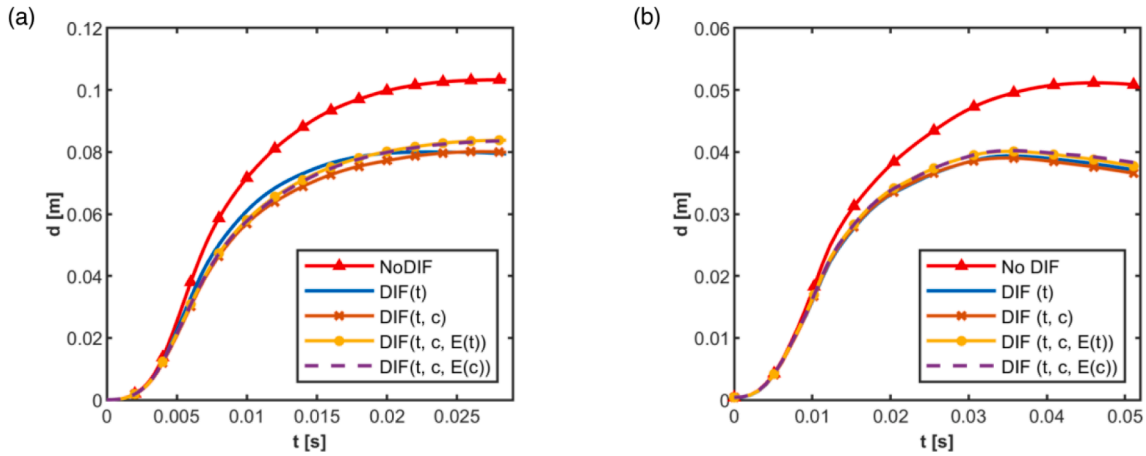 (a)
0.12
0.1
0.08
0.06
0.04
0.02
0
d [m]
0 0.005 0.01 0.015 0.02 0.025
t [s]
NoDIF
DIF(t)
DIF(t, c)
DIF(t, c, E(t))
DIF(t, c, E(c))
(b)
0.06
0.05
0.04
0.03
0.02
0.01
0
d [m]
0 0.01 0.02 0.03 0.04 0.05
t [s]
No DIF
DIF (t)
DIF(t, c)
DIF (t, c, E(t))
DIF (t, c, E(c))